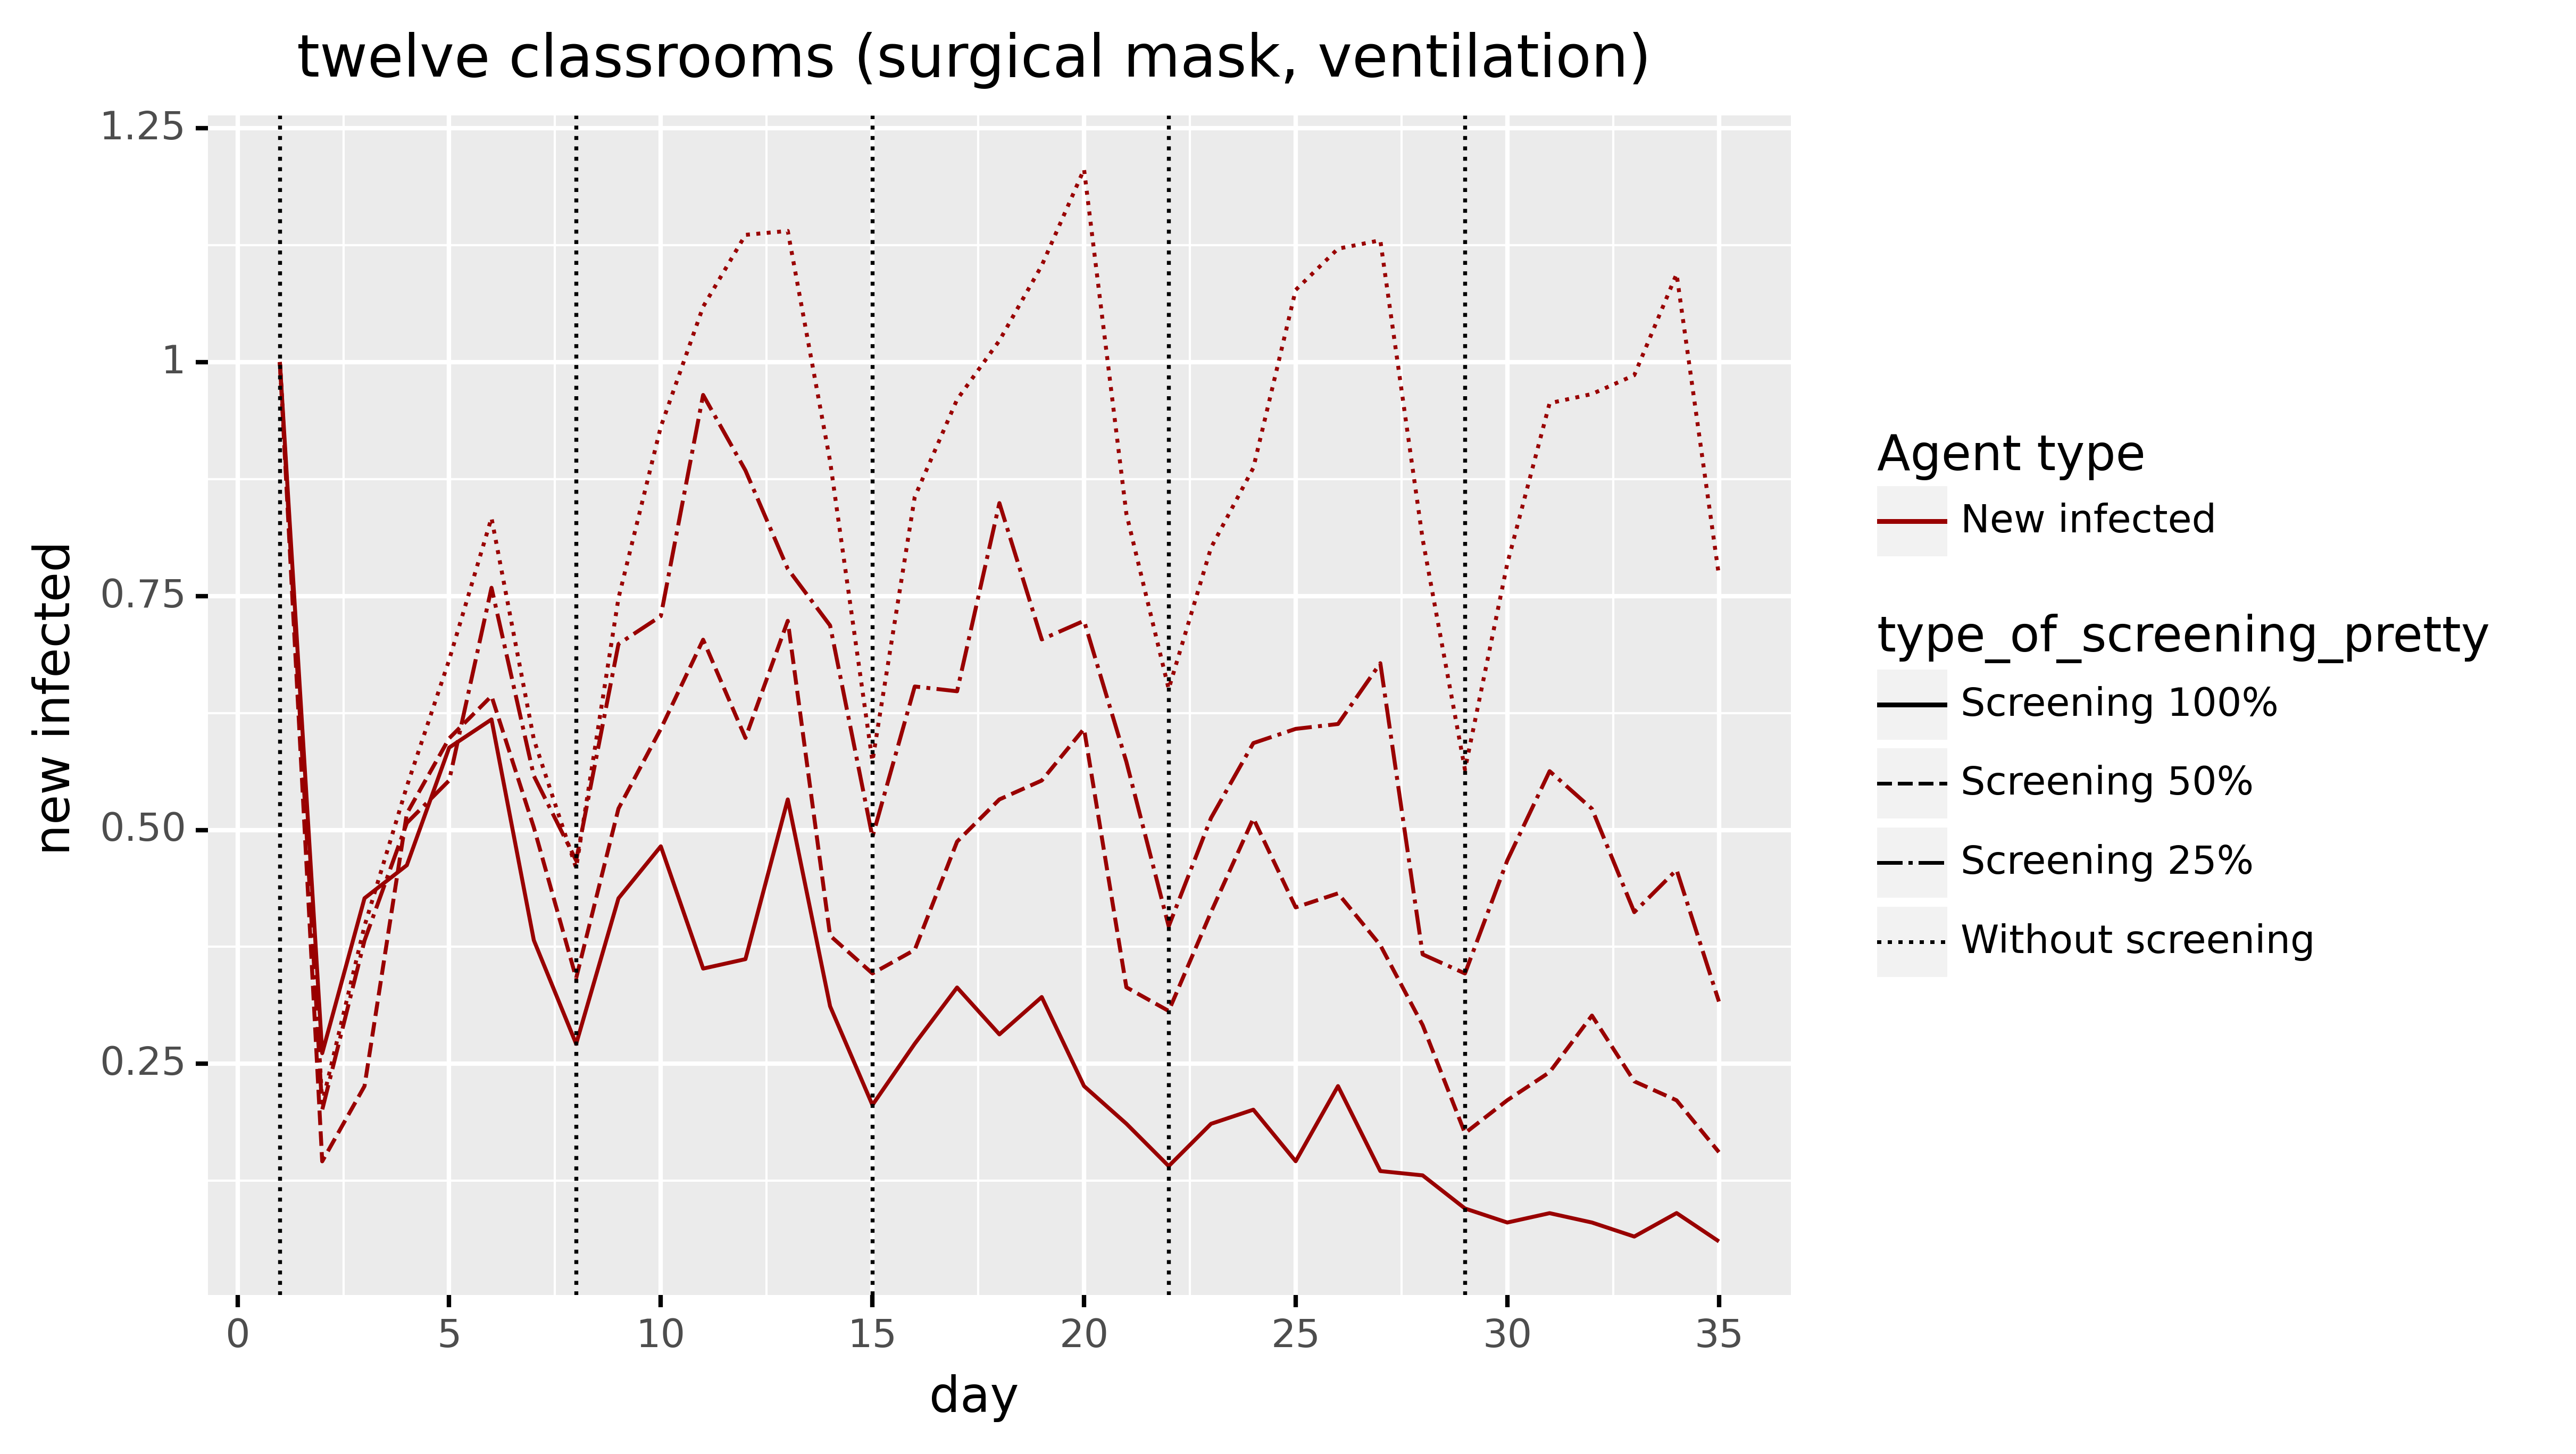 twelve classrooms (surgical mask, ventilation)
1.25
1
0.75
0.50
0.25
new infected
0
5
10
15
20
25
30
35
day
Agent type
New infected
type_of_screening_pretty
Screening 100%
Screening 50%
Screening 25%
Without screening